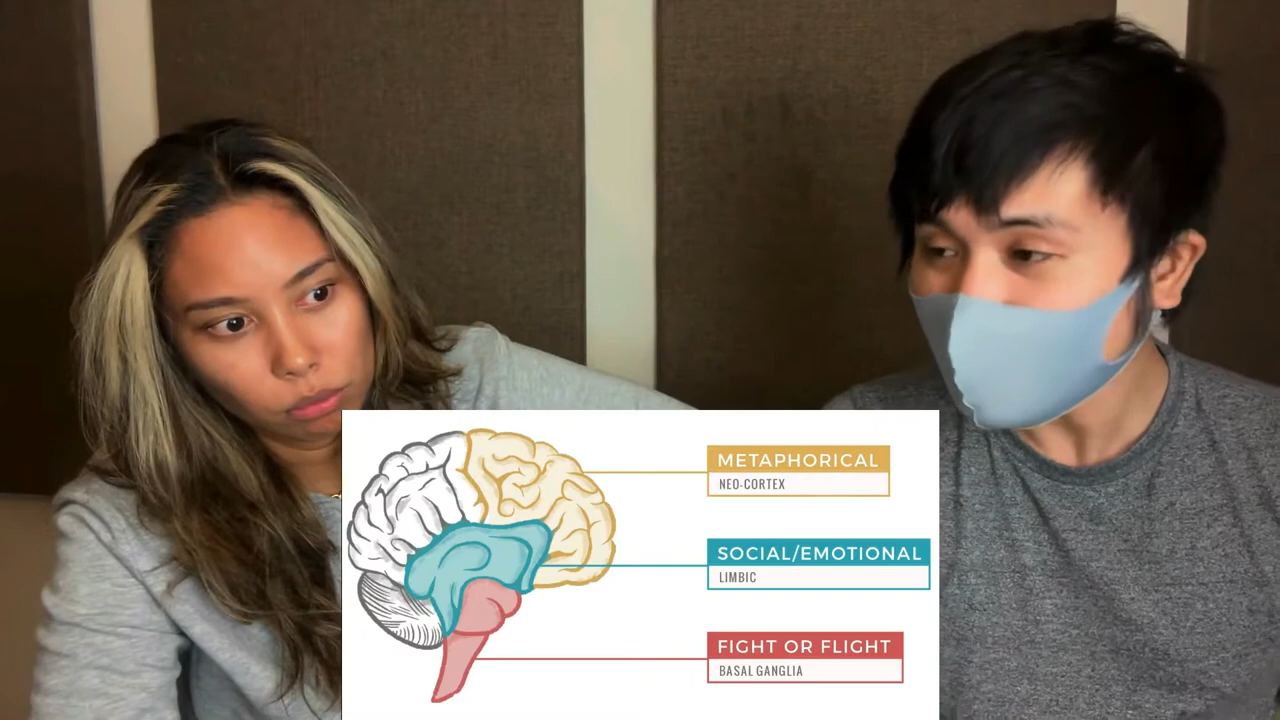 METAPHORICAL
NEO-CORTEX
SOCIAL/EMOTIONAL
LIMBIC
FIGHT OR FLIGHT
BASAL GANGLIA